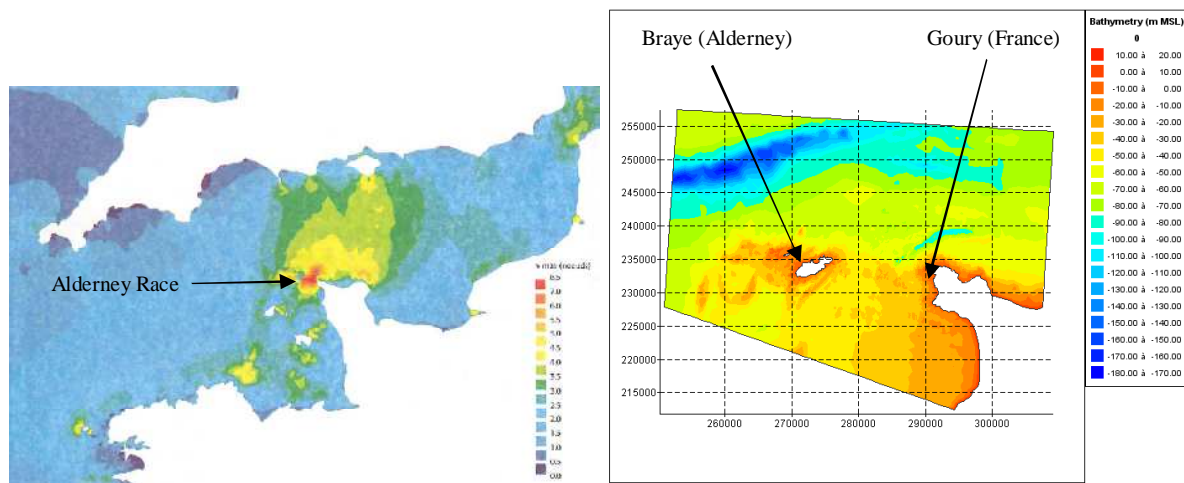 Alderney Race
8.5
7.0
6.0
5.0
4.5
4.0
3.5
3.0
2.5
2.0
1.5
1.0
0.5
0.0
Braye (Alderney)
Goury (France)
255000
250000
245000
240000
235000
230000
225000
220000
215000
260000
270000
280000
290000
300000
Bathymetry (m MSL)
0
10.00 à 20.00
0.00 à 10.00
-10.00 à 0.00
-20.00 à -10.00
-30.00 à -20.00
-40.00 à -30.00
-50.00 à -40.00
-60.00 à -50.00
-70.00 à -60.00
-80.00 à -70.00
-90.00 à -80.00
-100.00 à -90.00
-110.00 à -100.00
-120.00 à -110.00
-130.00 à -120.00
-140.00 à -130.00
-150.00 à -140.00
-160.00 à -150.00
-170.00 à -160.00
-180.00 à -170.00